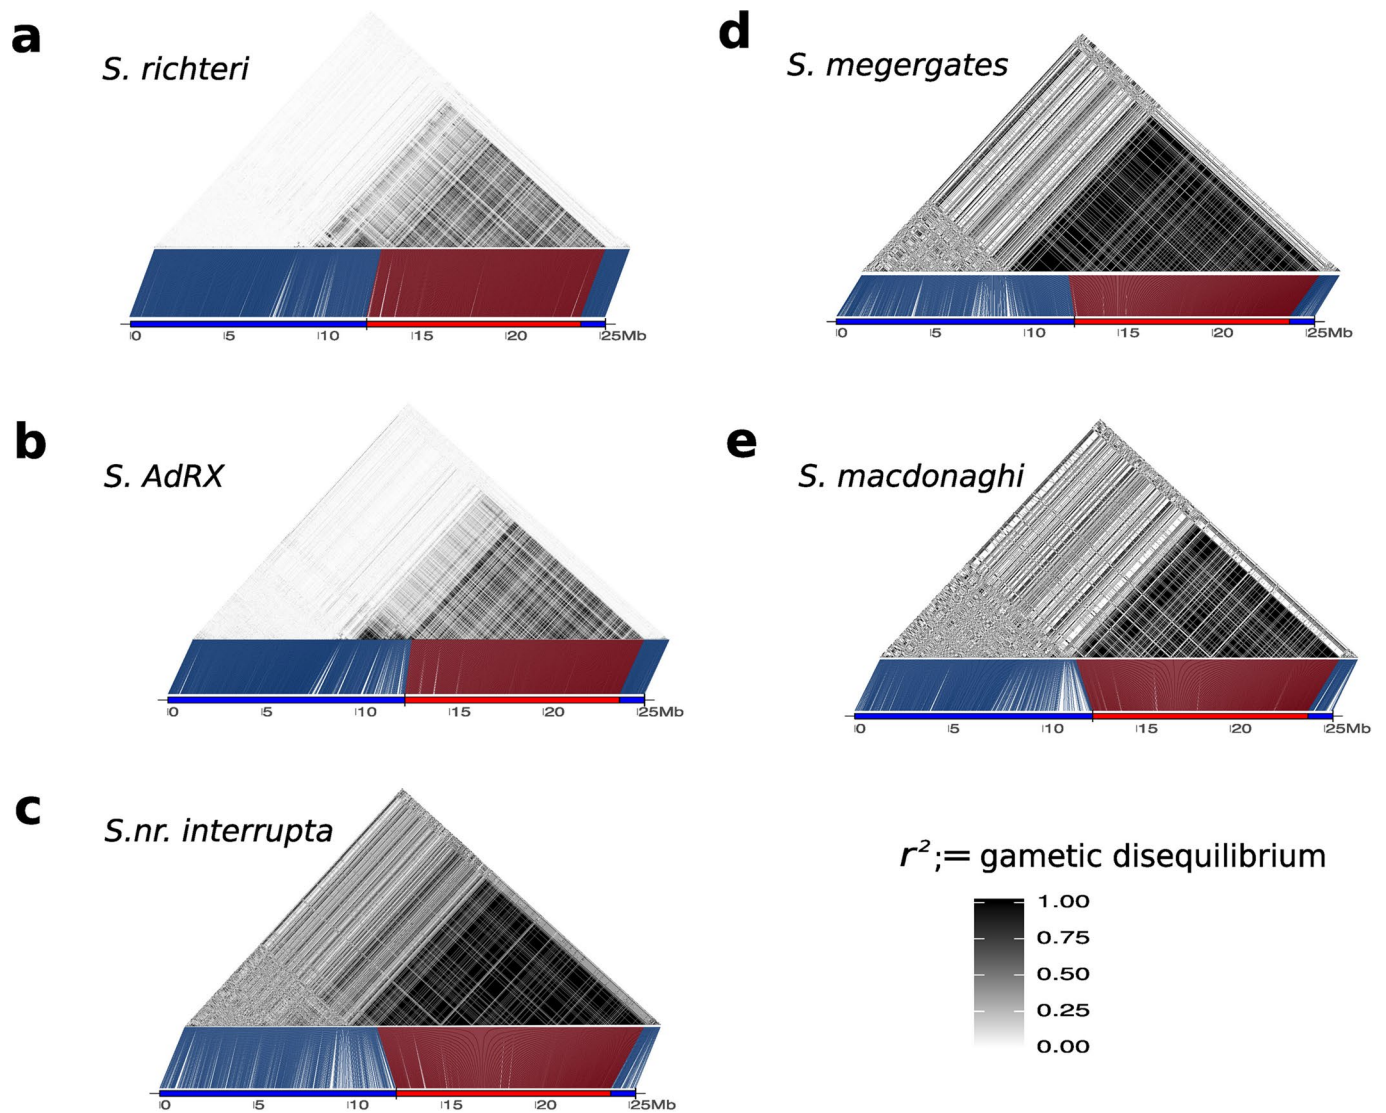 a
S. richteri
0 5 10 15 20 25Mb
b
S. AdRX
0 5 10 15 20 25Mb
c
S.nr. interrupta
0 5 10 15 20 25Mb
d
S. megergates
0 5 10 15 20 25Mb
e
S. macdonaghi
0 5 10 15 20 25Mb
r²;= gametic disequilibrium
1.00
0.75
0.50
0.25
0.00